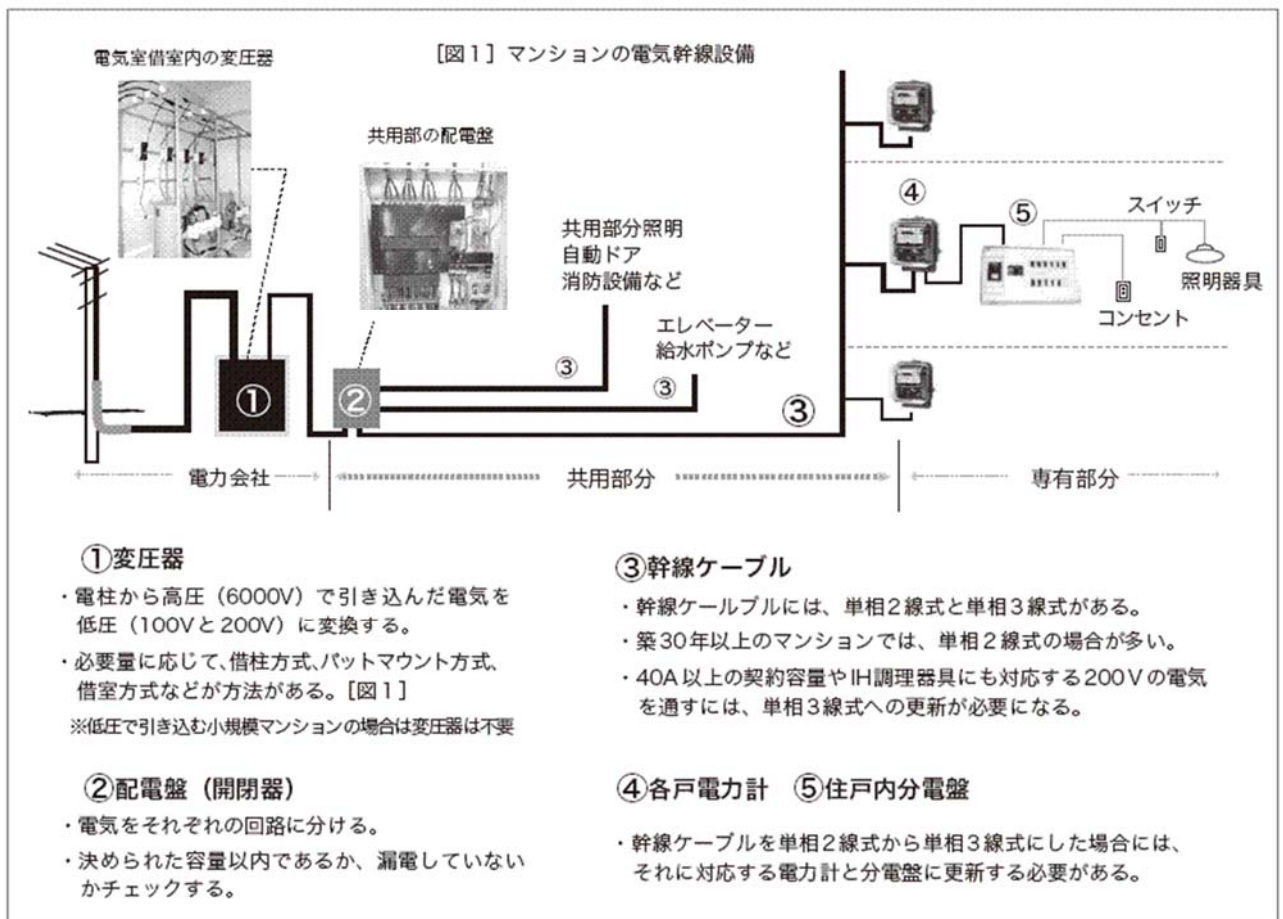 [図1] マンションの電気幹線設備
電気室借室内の変圧器
共用部の配電盤
共用部分照明
自動ドア
消防設備など
エレベーター
給水ポンプなど
①
②
③
③
③
④
⑤
スイッチ
照明器具
コンセント
電力会社
共用部分
専有部分
①変圧器
・電柱から高圧（6000V）で引き込んだ電気を
低圧（100Vと200V）に変換する。
・必要量に応じて、借柱方式、パットマウント方式、
借室方式などが方法がある。[図1]
※低圧で引き込む小規模マンションの場合は変圧器は不要
②配電盤（開閉器）
・電気をそれぞれの回路に分ける。
・決められた容量以内であるか、漏電していない
かチェックする。
③幹線ケーブル
・幹線ケールブルには、単相2線式と単相3線式がある。
・築30年以上のマンションでは、単相2線式の場合が多い。
・40A以上の契約容量やIH調理器具にも対応する200Vの電気
を通すには、単相3線式への更新が必要になる。
④各戸電力計　⑤住戸内分電盤
・幹線ケーブルを単相2線式から単相3線式にした場合には、
それに対応する電力計と分電盤に更新する必要がある。